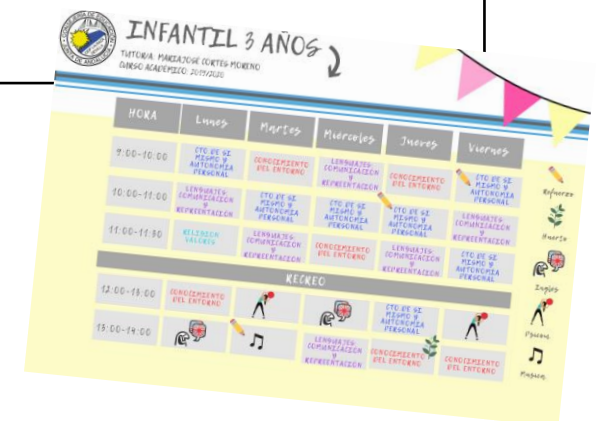 INFANTIL 3 AÑOS
TUTORIA: MARIA JOSÉ CORTES MORENO
CURSO ACADÉMICO: 2019/2020
HORA Lunes Martes Miércoles Jueves Viernes
9:00-10:00
CTO DE SI
MISMO Y
AUTONOMIA
PERSONAL
CONOCIMIENTO
DEL ENTORNO
LENGUAJES:
COMUNICACIÓN
Y
REPRESENTACION
CONOCIMIENTO
DEL ENTORNO
CTO DE SI
MISMO Y
AUTONOMIA
PERSONAL
10:00-11:00
LENGUAJES:
COMUNICACION
Y
REPRESENTACION
CTO DE SI
MISMO Y
AUTONOMIA
PERSONAL
CTO DE SI
MISMO Y
AUTONOMIA
PERSONAL
CTO DE SI
MISMO Y
AUTONOMIA
PERSONAL
LENGUAJES:
COMUNICACION
Y
REPRESENTACION
11:00-11:30
RELIGION
VALORES
LENGUAJES:
COMUNICACION
Y
REPRESENTACION
CONOCIMIENTO
DEL ENTORNO
LENGUAJES:
COMUNICACION
Y
REPRESENTACION
CTO DE SI
MISMO Y
AUTONOMIA
PERSONAL
RECREO
12:00-13:00
CONOCIMIENTO
DEL ENTORNO
CTO DE SI
MISMO Y
AUTONOMIA
PERSONAL
13:00-14:00
LENGUAJES:
COMUNICACION
Y
REPRESENTACION
CONOCIMIENTO
DEL ENTORNO
CONOCIMIENTO
DEL ENTORNO
Refuerzo
Huerto
Ingles
Música